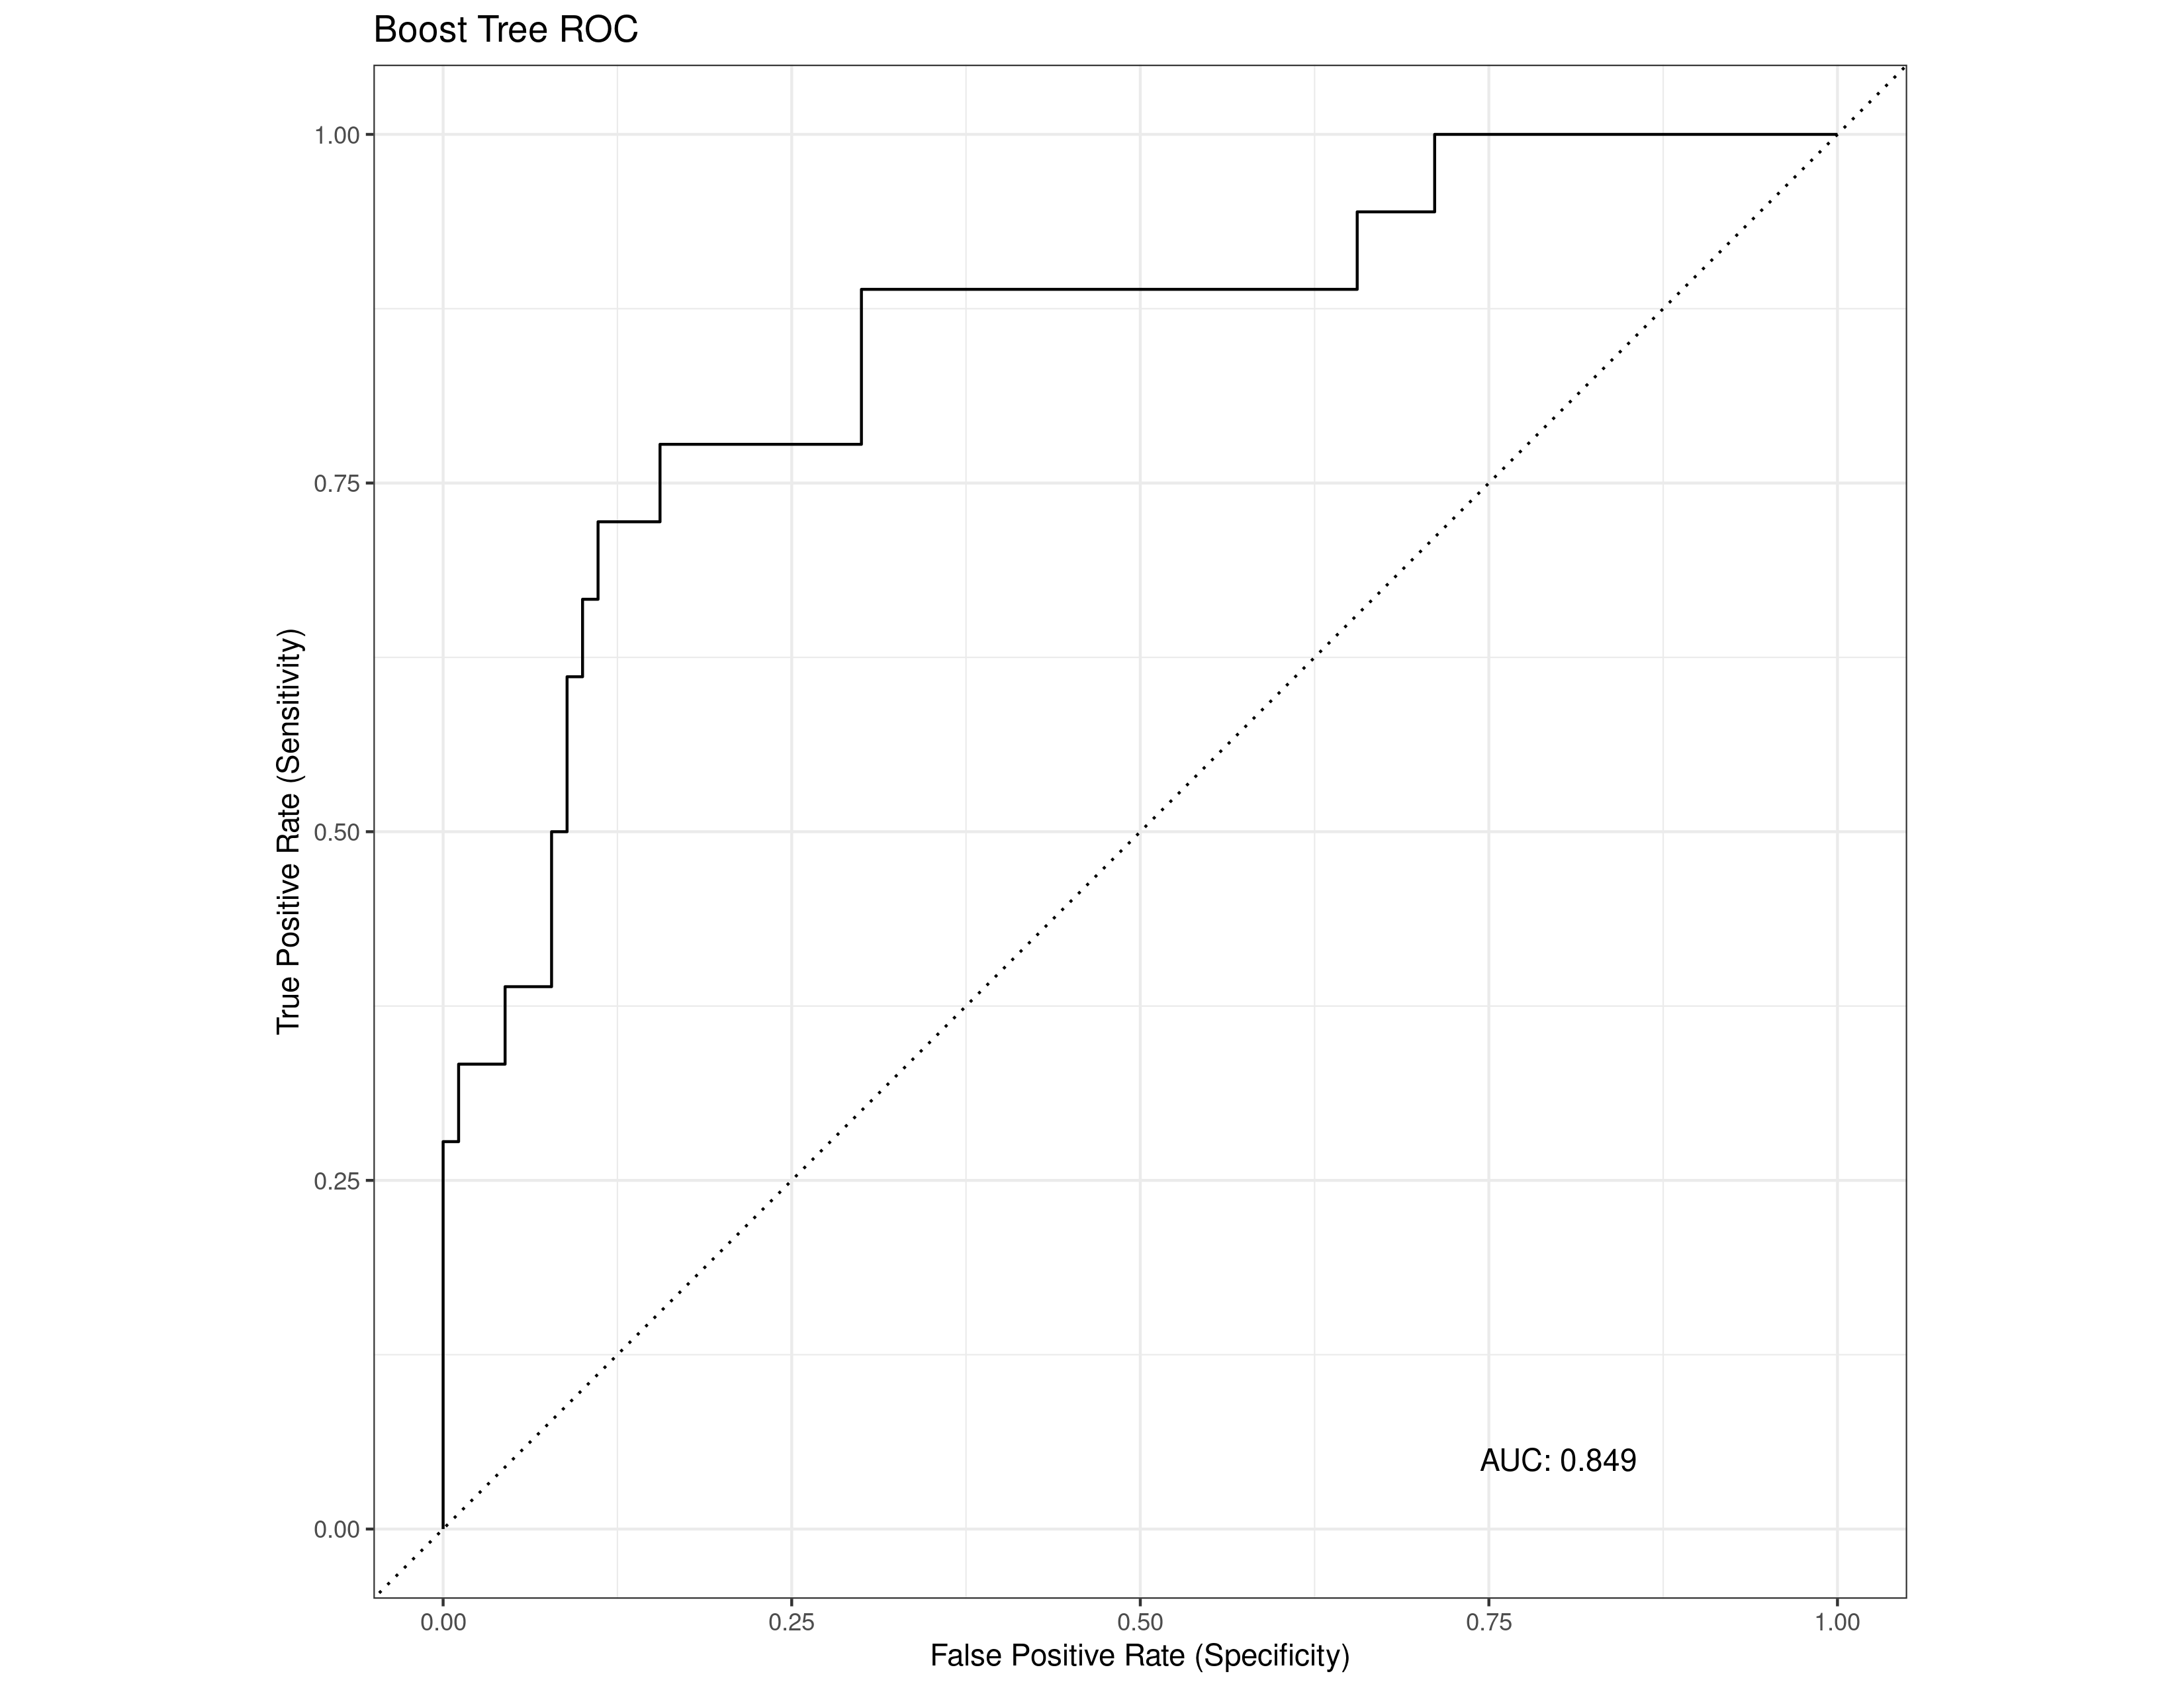 Boost Tree ROC
True Positive Rate (Sensitivity)
1.00
0.75
0.50
0.25
0.00
AUC: 0.849
0.00 0.25 0.50 0.75 1.00
False Positive Rate (Specificity)